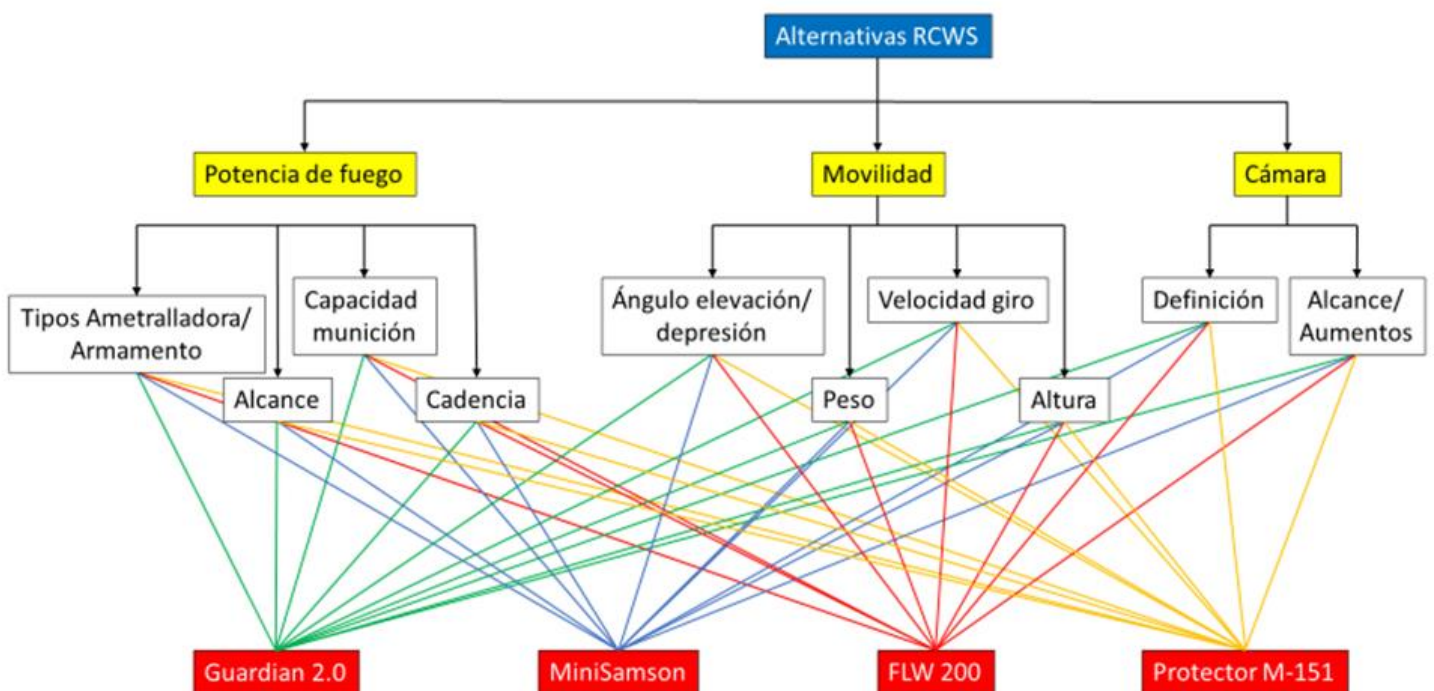 Alternativas RCWS
Potencia de fuego
Movilidad
Cámara
Tipos Ametralladora/
Armamento
Capacidad
munición
Ángulo elevación/
depresión
Velocidad giro
Definición
Alcance/
Aumentos
Alcance
Cadencia
Peso
Altura
Guardian 2.0
MiniSamson
FLW 200
Protector M-151